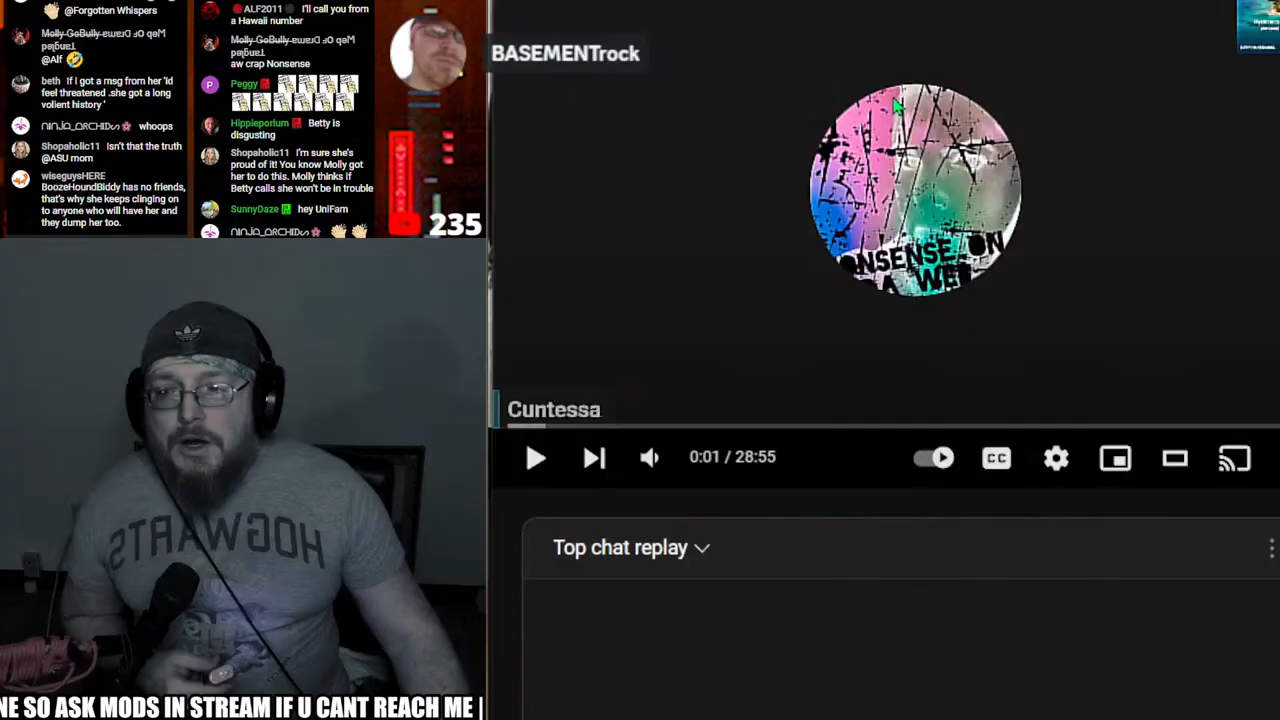 @Forgotten Whispers
Molly GoBully
@Alf
beth If I got a msg from her 'id
feel threatened .she got a long
volient history '
whoops
Shopaholic11 Isn't that the truth
@ASU mom
wiseguysHERE
BoozeHoundBiddy has no friends,
that's why she keeps clinging on
to anyone who will have her and
they dump her too.
ALF2011 I'll call you from
a Hawaii number
Molly GoBully
aw crap Nonsense
Peggy
Hippleporium Betty is
disgusting
Shopaholic11 I'm sure she's
proud of it! You know Molly got
her to do this. Molly thinks if
Betty calls she won't be in trouble
SunnyDaze hey UniFam
235
BASEMENTrock
ONSENSE ON
Cuntessa
0:01 / 28:55
CC
Top chat replay
HOGWARTS
NE SO ASK MODS IN STREAM IF U CANT REACH ME |